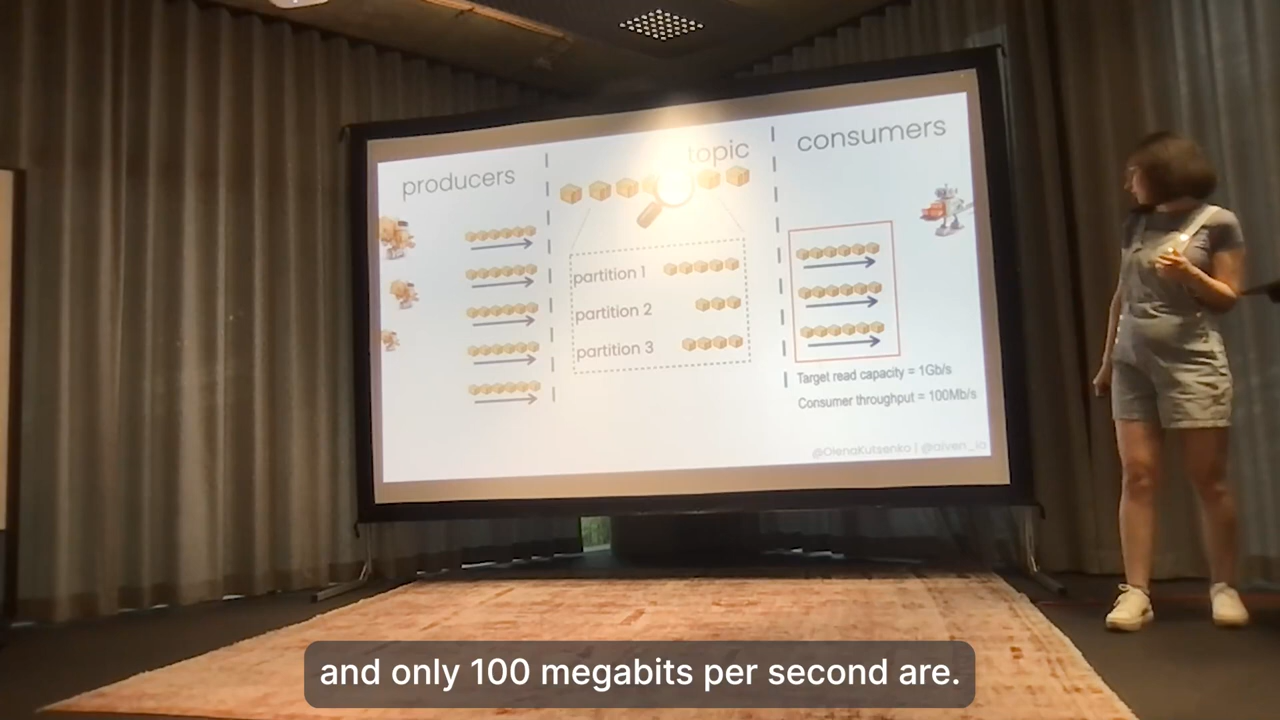 producers
topic
consumers
partition 1
partition 2
partition 3
Target read capacity = 1Gb/s
Consumer throughput = 100Mb/s
@OlenaKutsenko | @aiven_io
and only 100 megabits per second are.